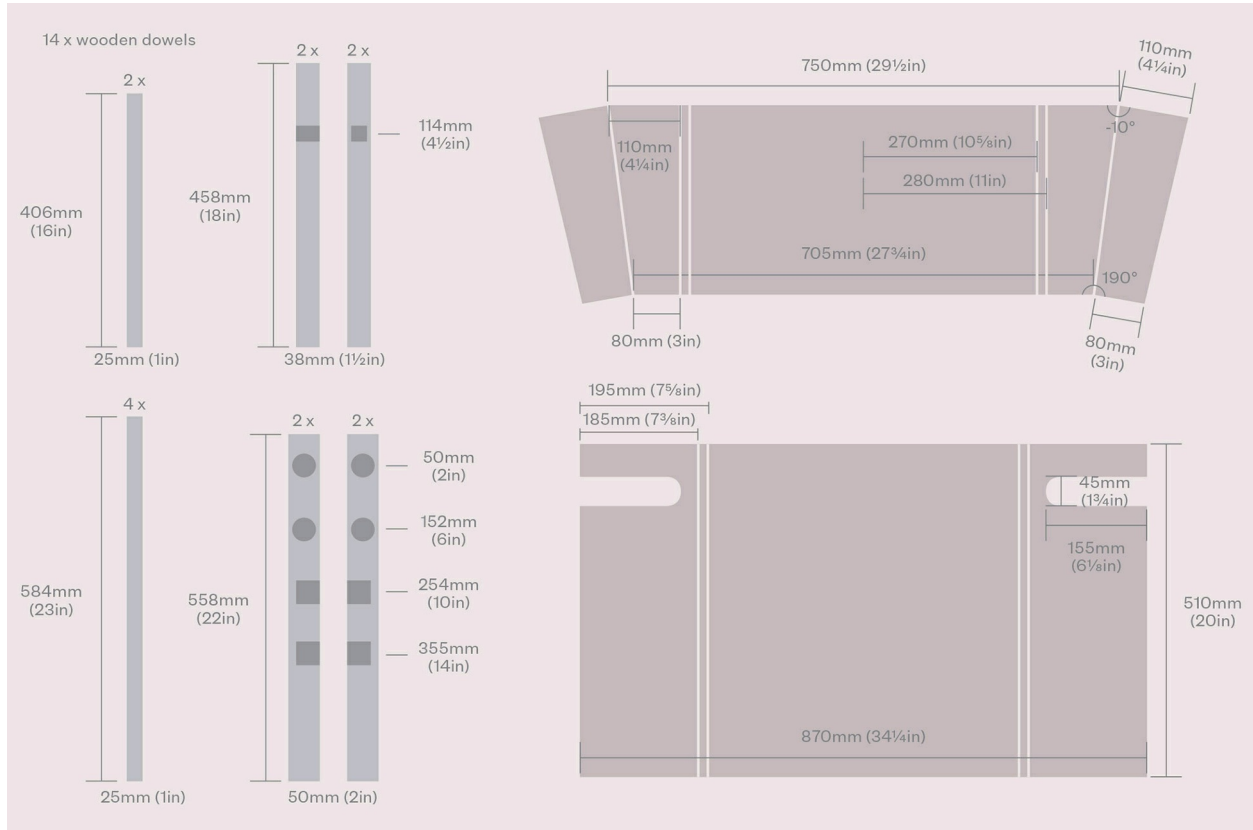 14 x wooden dowels
2 x
406mm
(16in)
25mm (1in)
2 x
2 x
458mm
(18in)
114mm
(4½in)
38mm (1½in)
750mm (29½in)
110mm
(4¼in)
110mm
(4¼in)
-10°
270mm (10⅝in)
280mm (11in)
705mm (27¾in)
190°
80mm (3in)
80mm
(3in)
4 x
584mm
(23in)
25mm (1in)
2 x
2 x
558mm
(22in)
50mm
(2in)
152mm
(6in)
254mm
(10in)
355mm
(14in)
50mm (2in)
195mm (7⅝in)
185mm (7⅜in)
45mm
(1¾in)
155mm
(6⅛in)
510mm
(20in)
870mm (34¼in)